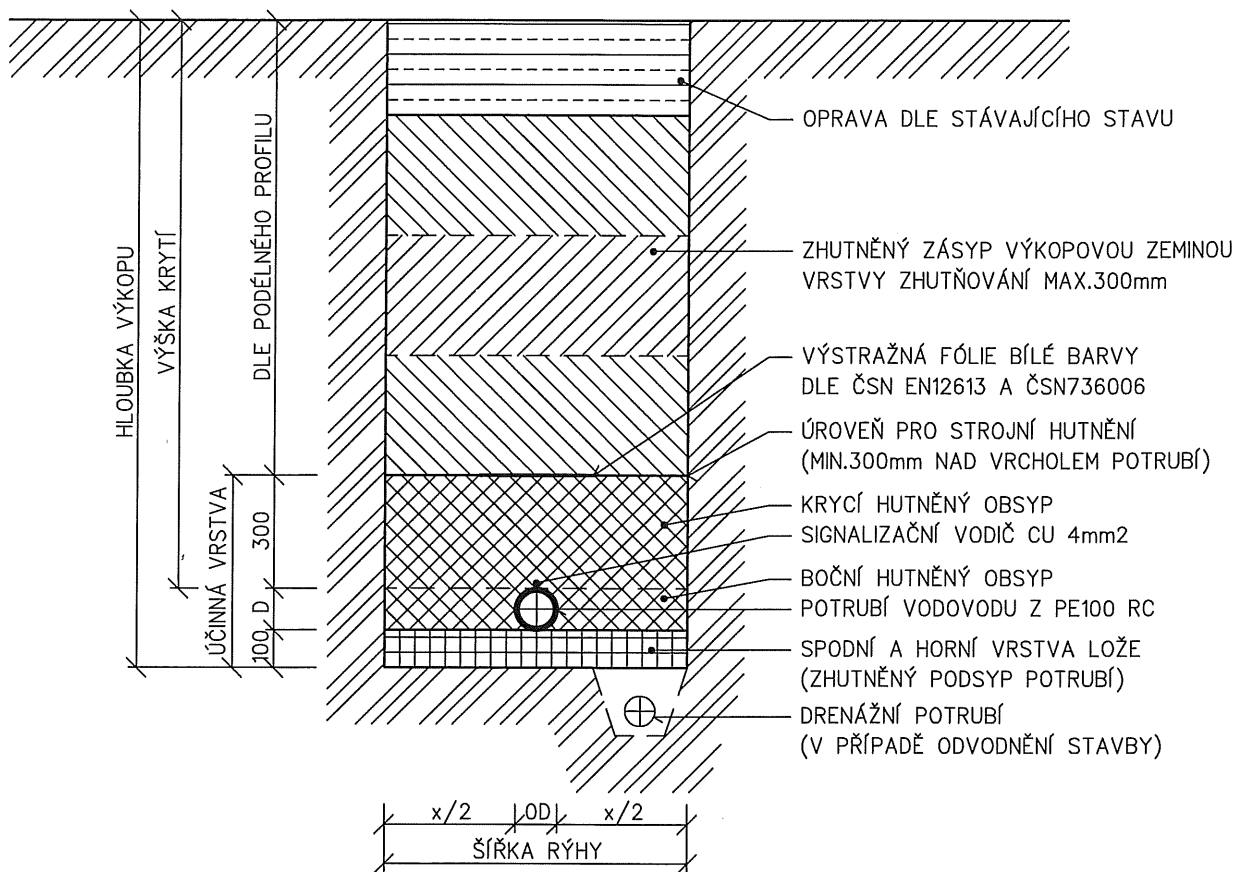 OPRAVA DLE STÁVAJÍCÍHO STAVU
ZHUTNĚNÝ ZÁSYP VÝKOPOVOU ZEMINOU
VRSTVY ZHUTŇOVÁNÍ MAX.300mm
VÝSTRAŽNÁ FÓLIE BÍLÉ BARVY
DLE ČSN EN12613 A ČSN736006
ÚROVEŇ PRO STROJNÍ HUTNĚNÍ
(MIN.300mm NAD VRCHOLEM POTRUBÍ)
KRYCÍ HUTNĚNÝ OBSYP
SIGNALIZAČNÍ VODIČ CU 4mm2
BOČNÍ HUTNĚNÝ OBSYP
POTRUBÍ VODOVODU Z PE100 RC
SPODNÍ A HORNÍ VRSTVA LOŽE
(ZHUTNĚNÝ PODSYP POTRUBÍ)
DRENÁŽNÍ POTRUBÍ
(V PŘÍPADĚ ODVODNĚNÍ STAVBY)
HLOUBKA VÝKOPU
VÝŠKA KRYTÍ
DLE PODÉLNÉHO PROFILU
ÚČINNÁ VRSTVA
300
D
100
x/2
OD
x/2
ŠÍŘKA RÝHY